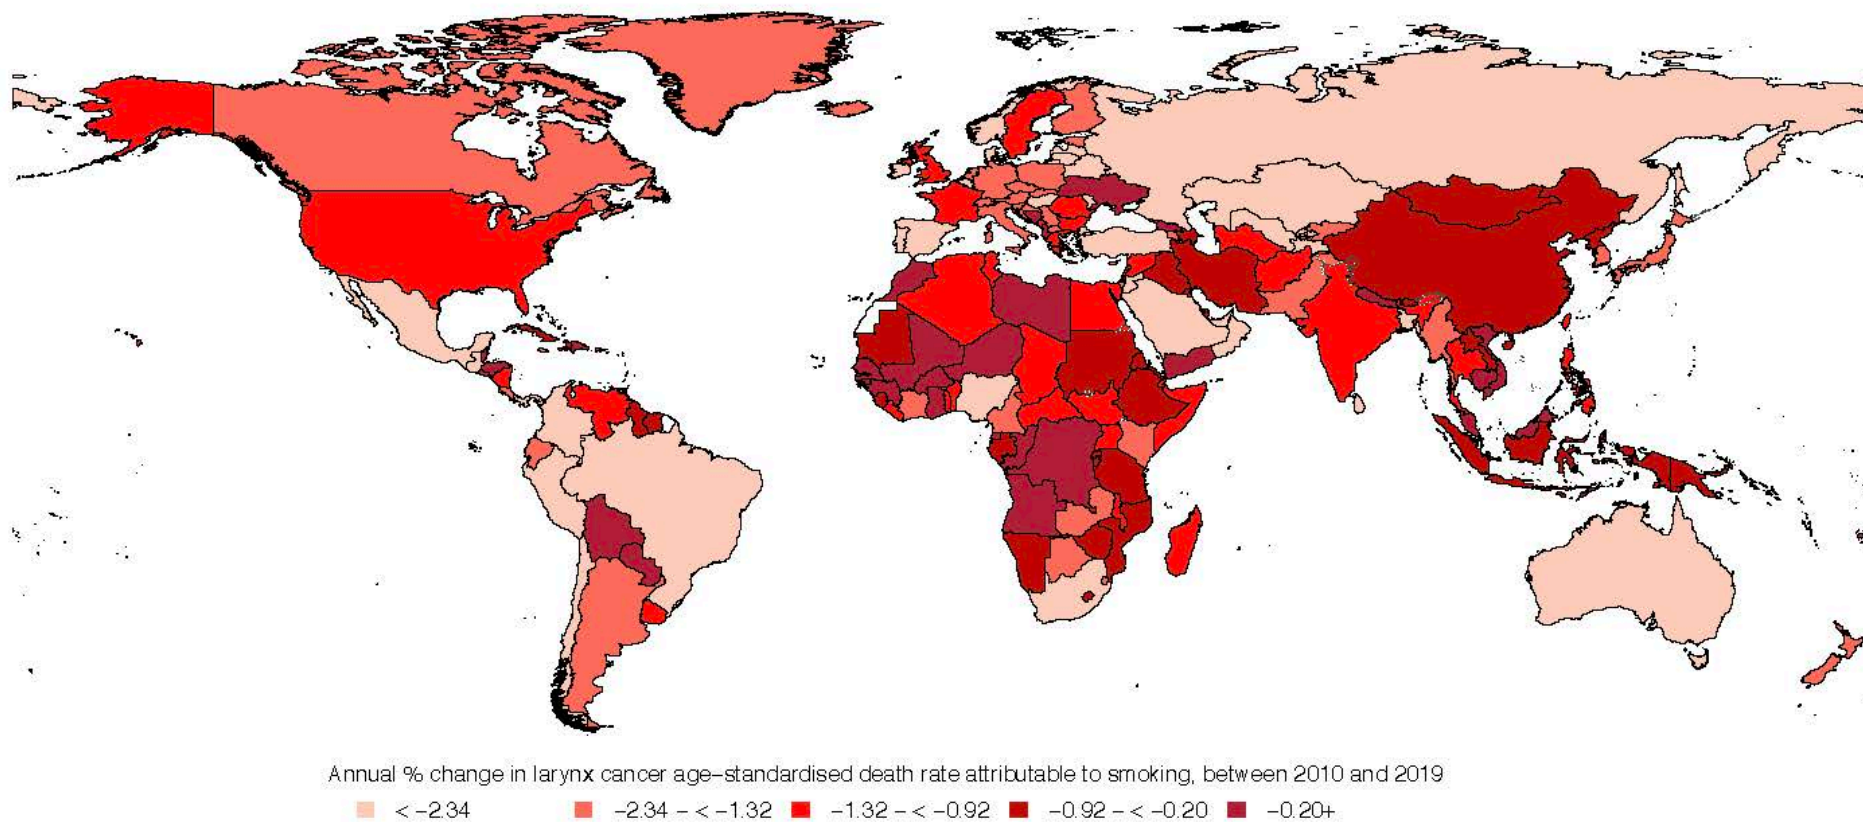 Annual % change in larynx cancer age–standardised death rate attributable to smoking, between 2010 and 2019
< −2.34 −2.34 – < −1.32 −1.32 – < −0.92 −0.92 – < −0.20 −0.20+